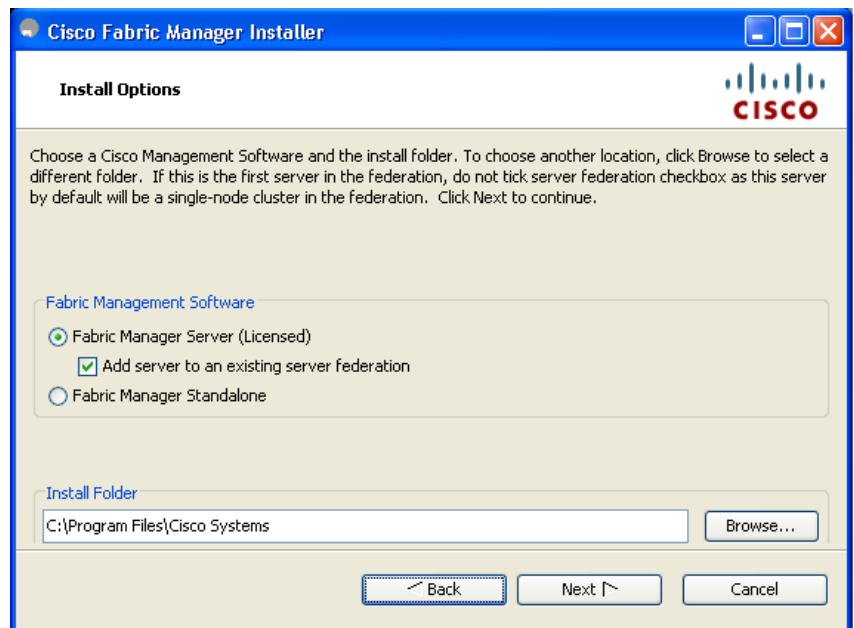 Cisco Fabric Manager Installer
Install Options
CISCO
Choose a Cisco Management Software and the install folder. To choose another location, click Browse to select a
different folder. If this is the first server in the federation, do not tick server federation checkbox as this server
by default will be a single-node cluster in the federation. Click Next to continue.
Fabric Management Software
Fabric Manager Server (Licensed)
Add server to an existing server federation
Fabric Manager Standalone
Install Folder
C:\Program Files\Cisco Systems
Browse...
Back
Next
Cancel